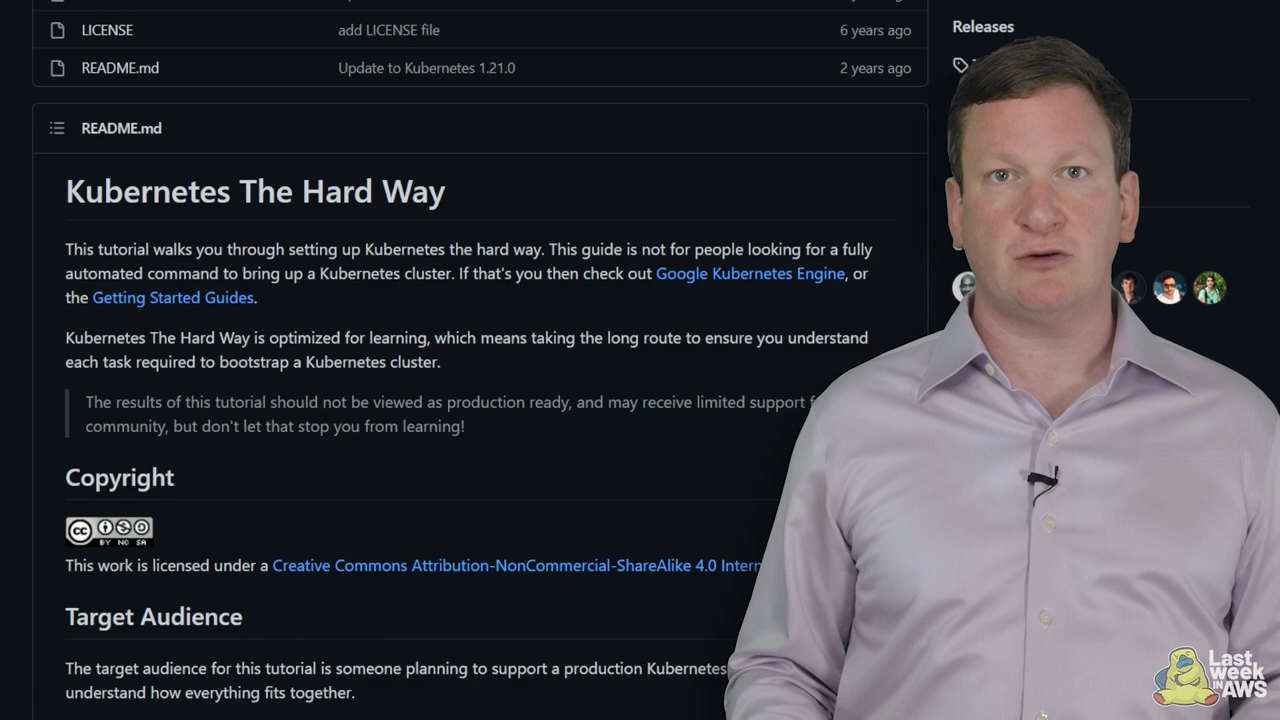 LICENSE add LICENSE file 6 years ago
README.md Update to Kubernetes 1.21.0 2 years ago
Releases
README.md
Kubernetes The Hard Way
This tutorial walks you through setting up Kubernetes the hard way. This guide is not for people looking for a fully
automated command to bring up a Kubernetes cluster. If that's you then check out Google Kubernetes Engine, or
the Getting Started Guides.
Kubernetes The Hard Way is optimized for learning, which means taking the long route to ensure you understand
each task required to bootstrap a Kubernetes cluster.
The results of this tutorial should not be viewed as production ready, and may receive limited support
community, but don't let that stop you from learning!
Copyright
CC BY NC SA
This work is licensed under a Creative Commons Attribution-NonCommercial-ShareAlike 4.0
Target Audience
The target audience for this tutorial is someone planning to support a production Kubernetes
understand how everything fits together.
Last
week
IN AWS